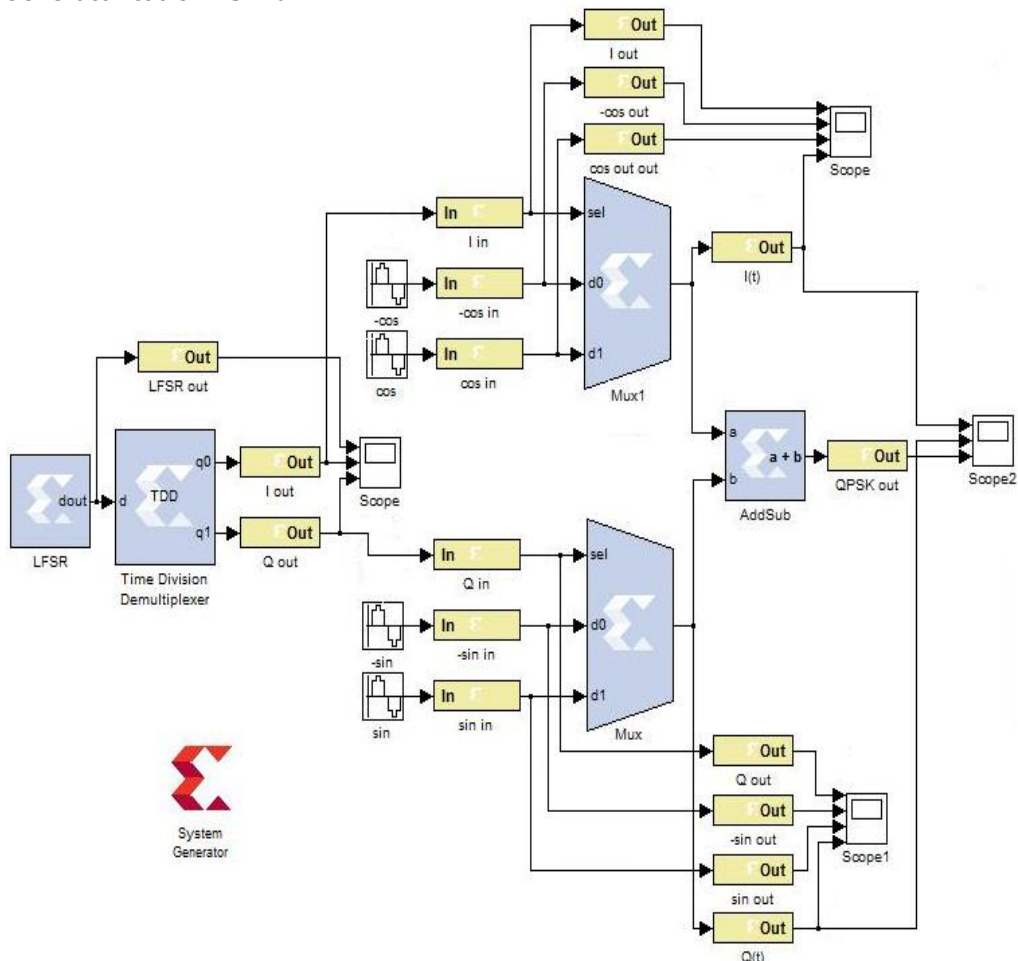 Out
I out
Out
-cos out
Out
cos out out
Scope
In
I in
sel
Out
I(t)
In
-cos in
-cos
d0
In
cos in
cos
d1
Mux1
Out
LFSR out
a
a + b
b
AddSub
Out
QPSK out
Scope2
dout
LFSR
d
TDD
q0
q1
Time Division
Demultiplexer
Out
I out
Out
Q out
Scope
In
Q in
sel
In
-sin in
-sin
d0
In
sin in
sin
d1
Mux
Out
Q out
Out
-sin out
Out
sin out
Out
Q(t)
Scope1
System
Generator